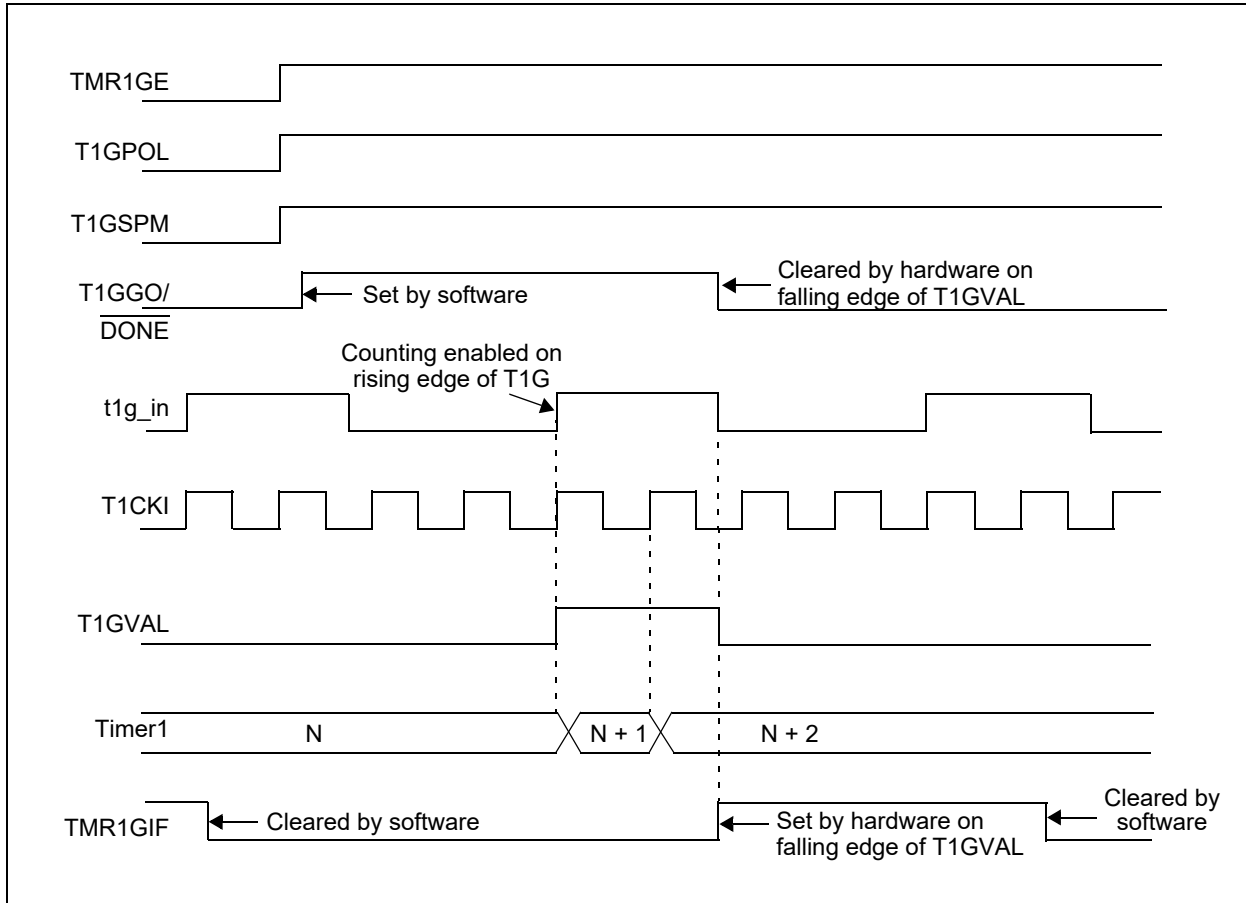 TMR1GE
T1GPOL
T1GSPM
T1GGO/
DONE
Set by software
Cleared by hardware on
falling edge of T1GVAL
Counting enabled on
rising edge of T1G
t1g_in
T1CKI
T1GVAL
Timer1
N
N + 1
N + 2
TMR1GIF
Cleared by software
Set by hardware on
falling edge of T1GVAL
Cleared by
software